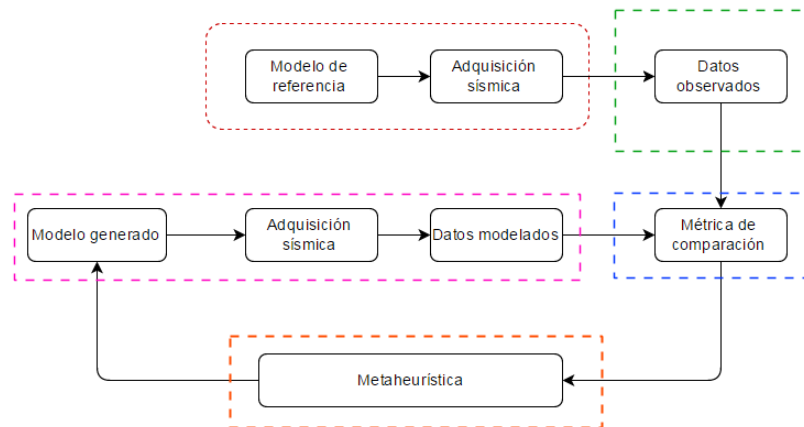 Modelo de
referencia
Adquisición
sísmica
Datos
observados
Modelo generado
Adquisición
sísmica
Datos modelados
Métrica de
comparación
Metaheurística